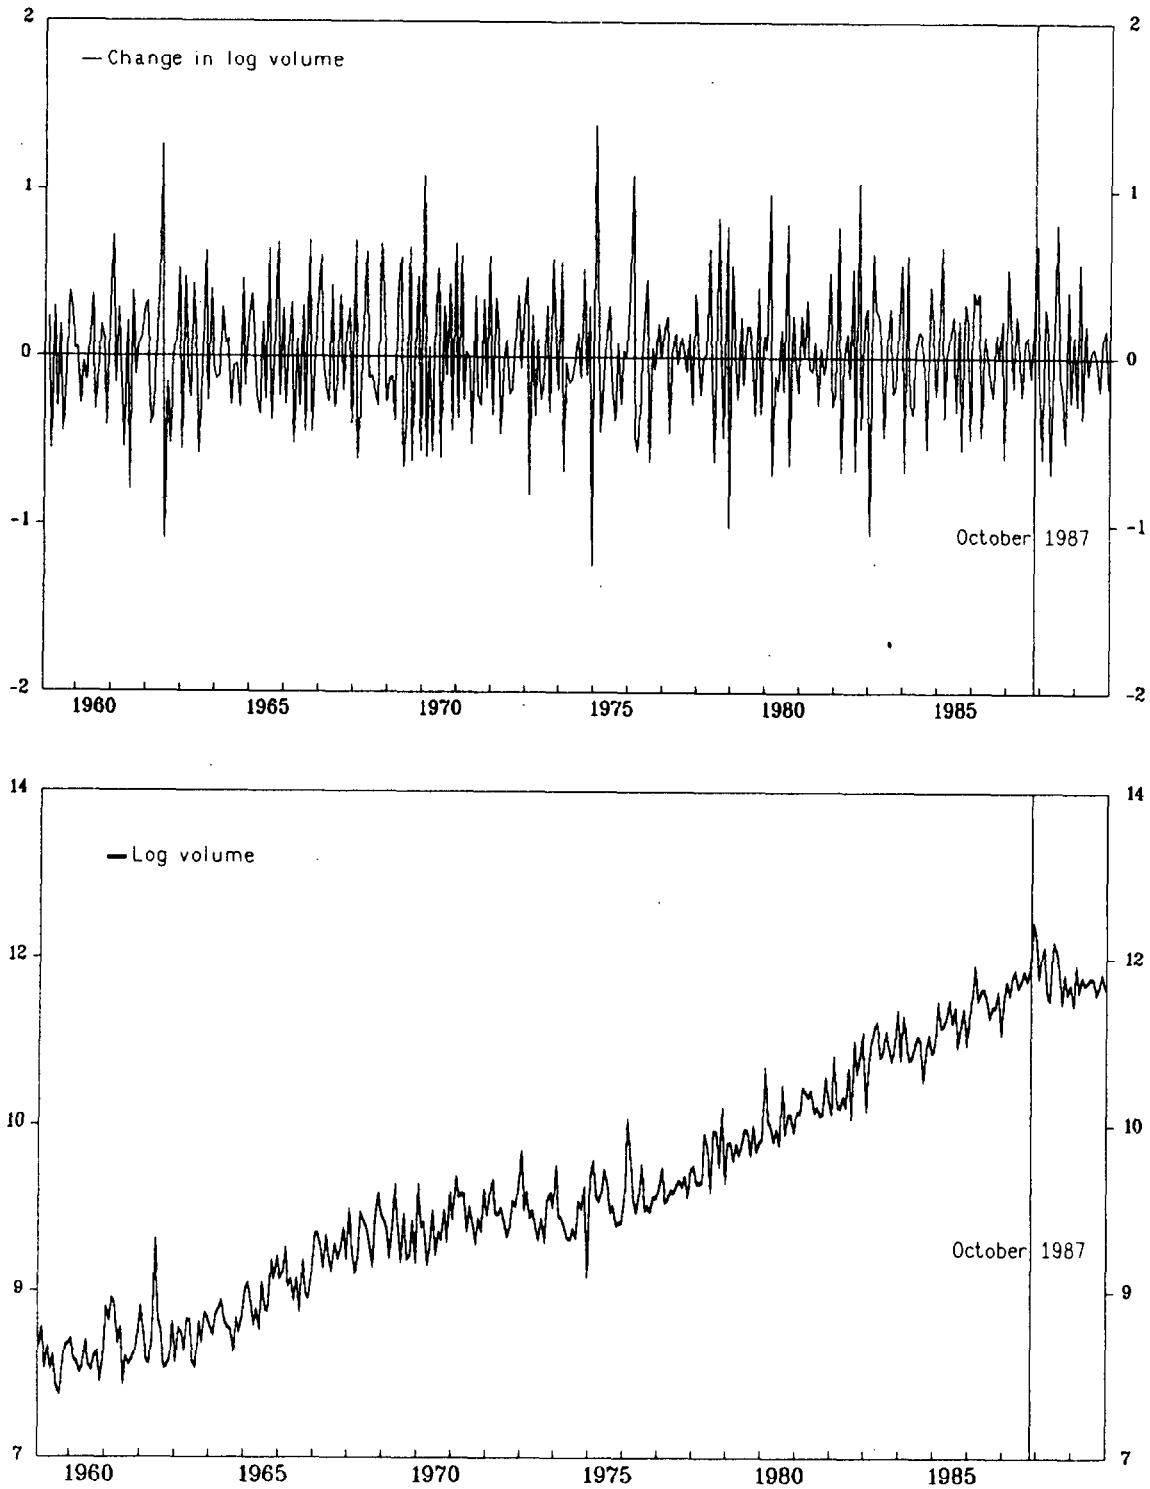 2 2
— Change in log volume
1 1
0 0
-1 -1
October 1987
-2 -2
1960 1965 1970 1975 1980 1985
14 14
— Log volume
12 12
10 10
October 1987
9 9
7 7
1960 1965 1970 1975 1980 1985